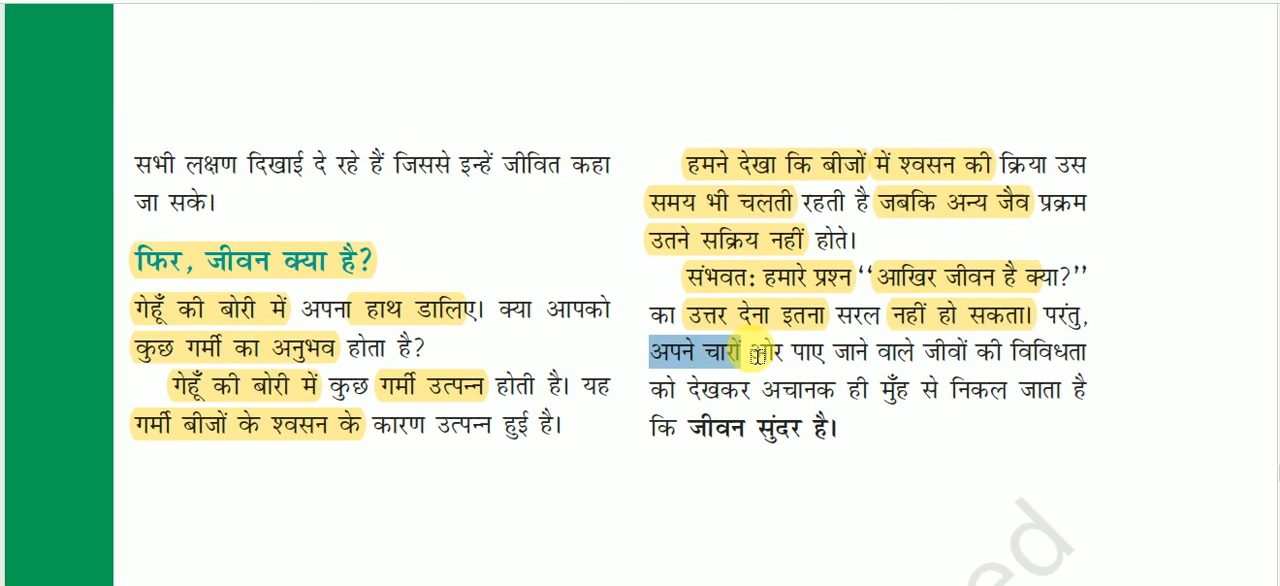 सभी लक्षण दिखाई दे रहे हैं जिससे इन्हें जीवित कहा
जा सके।
फिर, जीवन क्या है?
गेहूँ की बोरी में अपना हाथ डालिए। क्या आपको
कुछ गर्मी का अनुभव होता है?
गेहूँ की बोरी में कुछ गर्मी उत्पन्न होती है। यह
गर्मी बीजों के श्वसन के कारण उत्पन्न हुई है।
हमने देखा कि बीजों में श्वसन की क्रिया उस
समय भी चलती रहती है जबकि अन्य जैव प्रक्रम
उतने सक्रिय नहीं होते।
संभवत: हमारे प्रश्न ‘‘आखिर जीवन है क्या?’’
का उत्तर देना इतना सरल नहीं हो सकता। परंतु,
अपने चारों ओर पाए जाने वाले जीवों की विविधता
को देखकर अचानक ही मुँह से निकल जाता है
कि जीवन सुंदर है।
ed